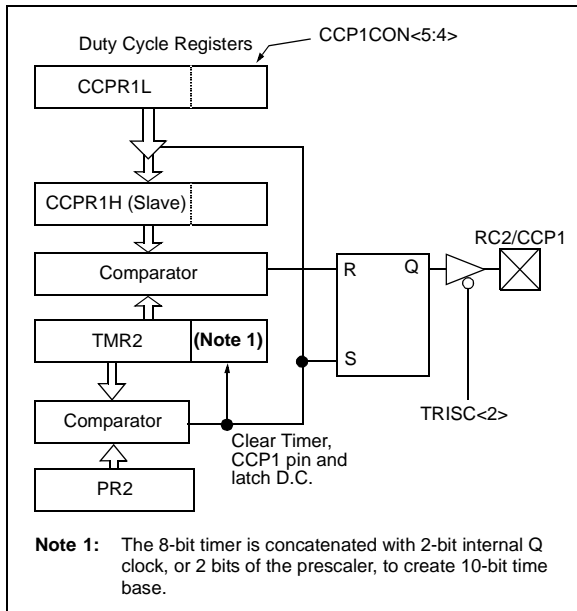 Duty Cycle Registers
CCP1CON<5:4>
CCPR1L
CCPR1H (Slave)
RC2/CCP1
Comparator
R
Q
TMR2
(Note 1)
S
Comparator
TRISC<2>
Clear Timer,
CCP1 pin and
latch D.C.
PR2
Note 1: The 8-bit timer is concatenated with 2-bit internal Q
clock, or 2 bits of the prescaler, to create 10-bit time
base.